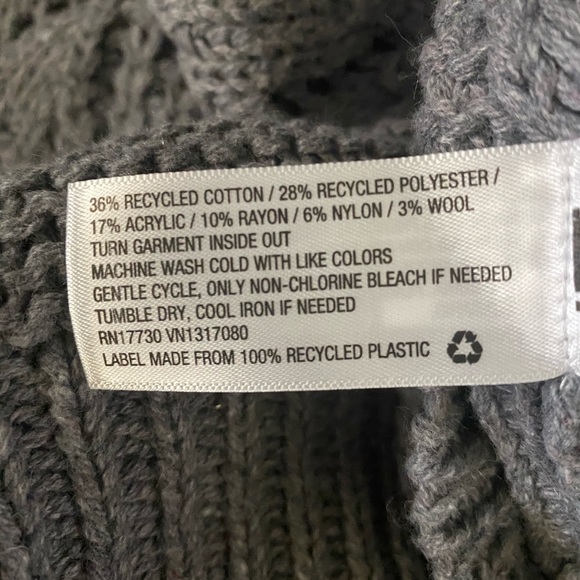 36% RECYCLED COTTON / 28% RECYCLED POLYESTER /
17% ACRYLIC / 10% RAYON / 6% NYLON / 3% WOOL
TURN GARMENT INSIDE OUT
MACHINE WASH COLD WITH LIKE COLORS
GENTLE CYCLE, ONLY NON-CHLORINE BLEACH IF NEEDED
TUMBLE DRY, COOL IRON IF NEEDED
RN17730 VN1317080
LABEL MADE FROM 100% RECYCLED PLASTIC